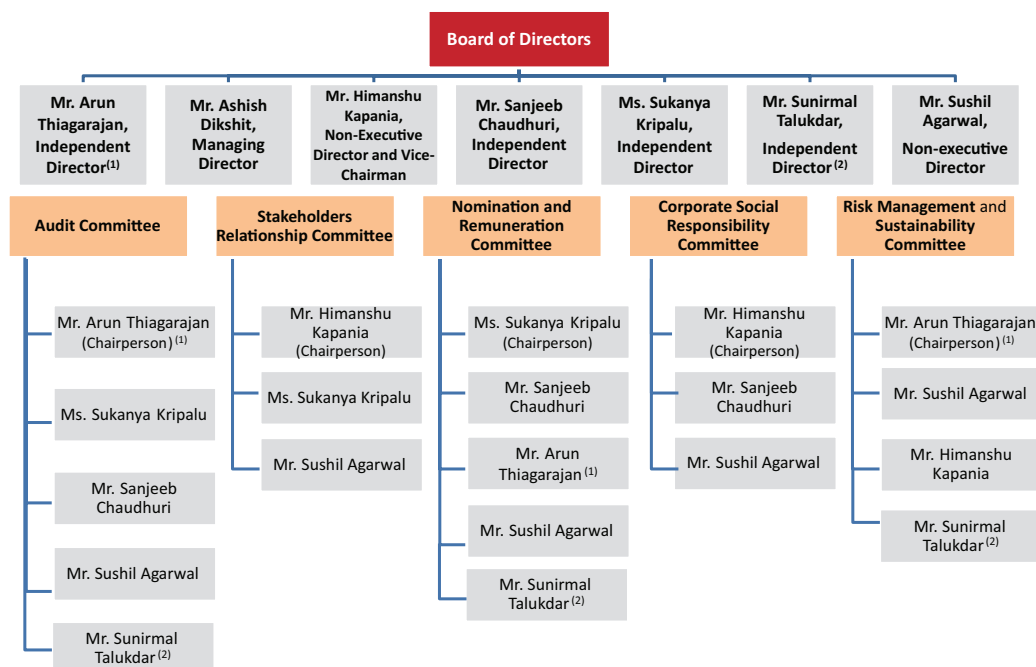 Board of Directors
Mr. Arun
Thiagarajan,
Independent
Director(1)
Mr. Ashish
Dikshit,
Managing
Director
Mr. Himanshu
Kapania,
Non-Executive
Director and Vice-
Chairman
Mr. Sanjeeb
Chaudhuri,
Independent
Director
Ms. Sukanya
Kripalu,
Independent
Director
Mr. Sunirmal
Talukdar,
Independent
Director(2)
Mr. Sushil
Agarwal,
Non-executive
Director
Audit Committee
Mr. Arun Thiagarajan
(Chairperson)(1)
Ms. Sukanya Kripalu
Mr. Sanjeeb
Chaudhuri
Mr. Sushil Agarwal
Mr. Sunirmal
Talukdar(2)
Stakeholders
Relationship Committee
Mr. Himanshu
Kapania
(Chairperson)
Ms. Sukanya Kripalu
Mr. Sushil Agarwal
Nomination and
Remuneration
Committee
Ms. Sukanya Kripalu
(Chairperson)
Mr. Sanjeeb
Chaudhuri
Mr. Arun
Thiagarajan(1)
Mr. Sushil Agarwal
Mr. Sunirmal
Talukdar(2)
Corporate Social
Responsibility
Committee
Mr. Himanshu
Kapania
(Chairperson)
Mr. Sanjeeb
Chaudhuri
Mr. Sushil Agarwal
Risk Management and
Sustainability
Committee
Mr. Arun Thiagarajan
(Chairperson)(1)
Mr. Sushil Agarwal
Mr. Himanshu
Kapania
Mr. Sunirmal
Talukdar(2)